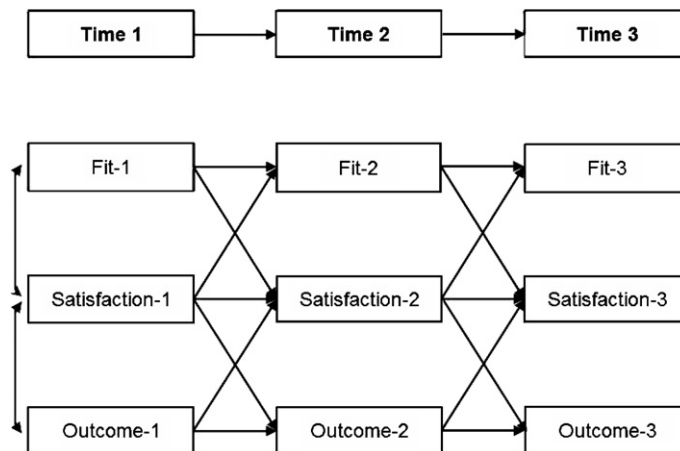 Time 1
Time 2
Time 3
Fit-1
Fit-2
Fit-3
Satisfaction-1
Satisfaction-2
Satisfaction-3
Outcome-1
Outcome-2
Outcome-3